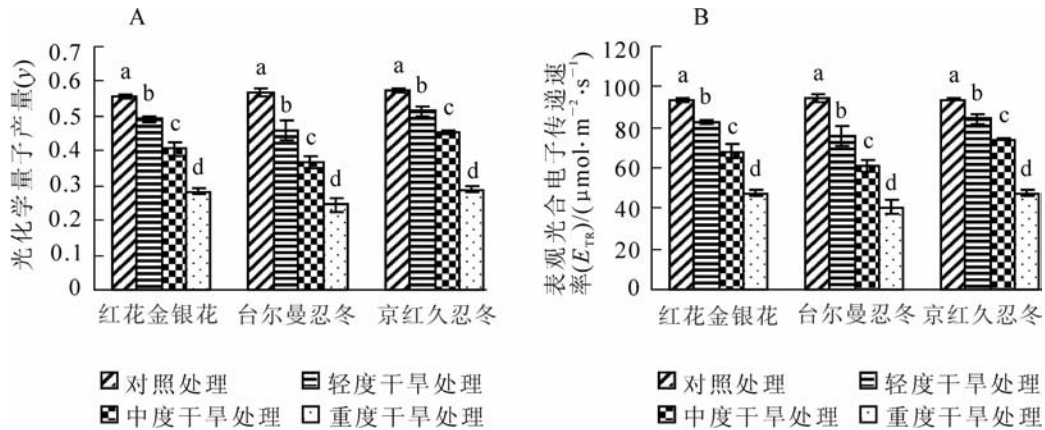 A
光化学量子产量(y)
0.7
0.6
0.5
0.4
0.3
0.2
0.1
0
a
b
c
d
a
b
c
d
a
b
c
d
红花金银花
台尔曼忍冬
京红久忍冬
对照处理
轻度干旱处理
中度干旱处理
重度干旱处理
B
表观光合电子传递速
率(E_TR)/(μmol·m⁻²·s⁻¹)
120
100
80
60
40
20
0
a
b
c
d
a
b
c
d
a
b
c
d
红花金银花
台尔曼忍冬
京红久忍冬
对照处理
轻度干旱处理
中度干旱处理
重度干旱处理